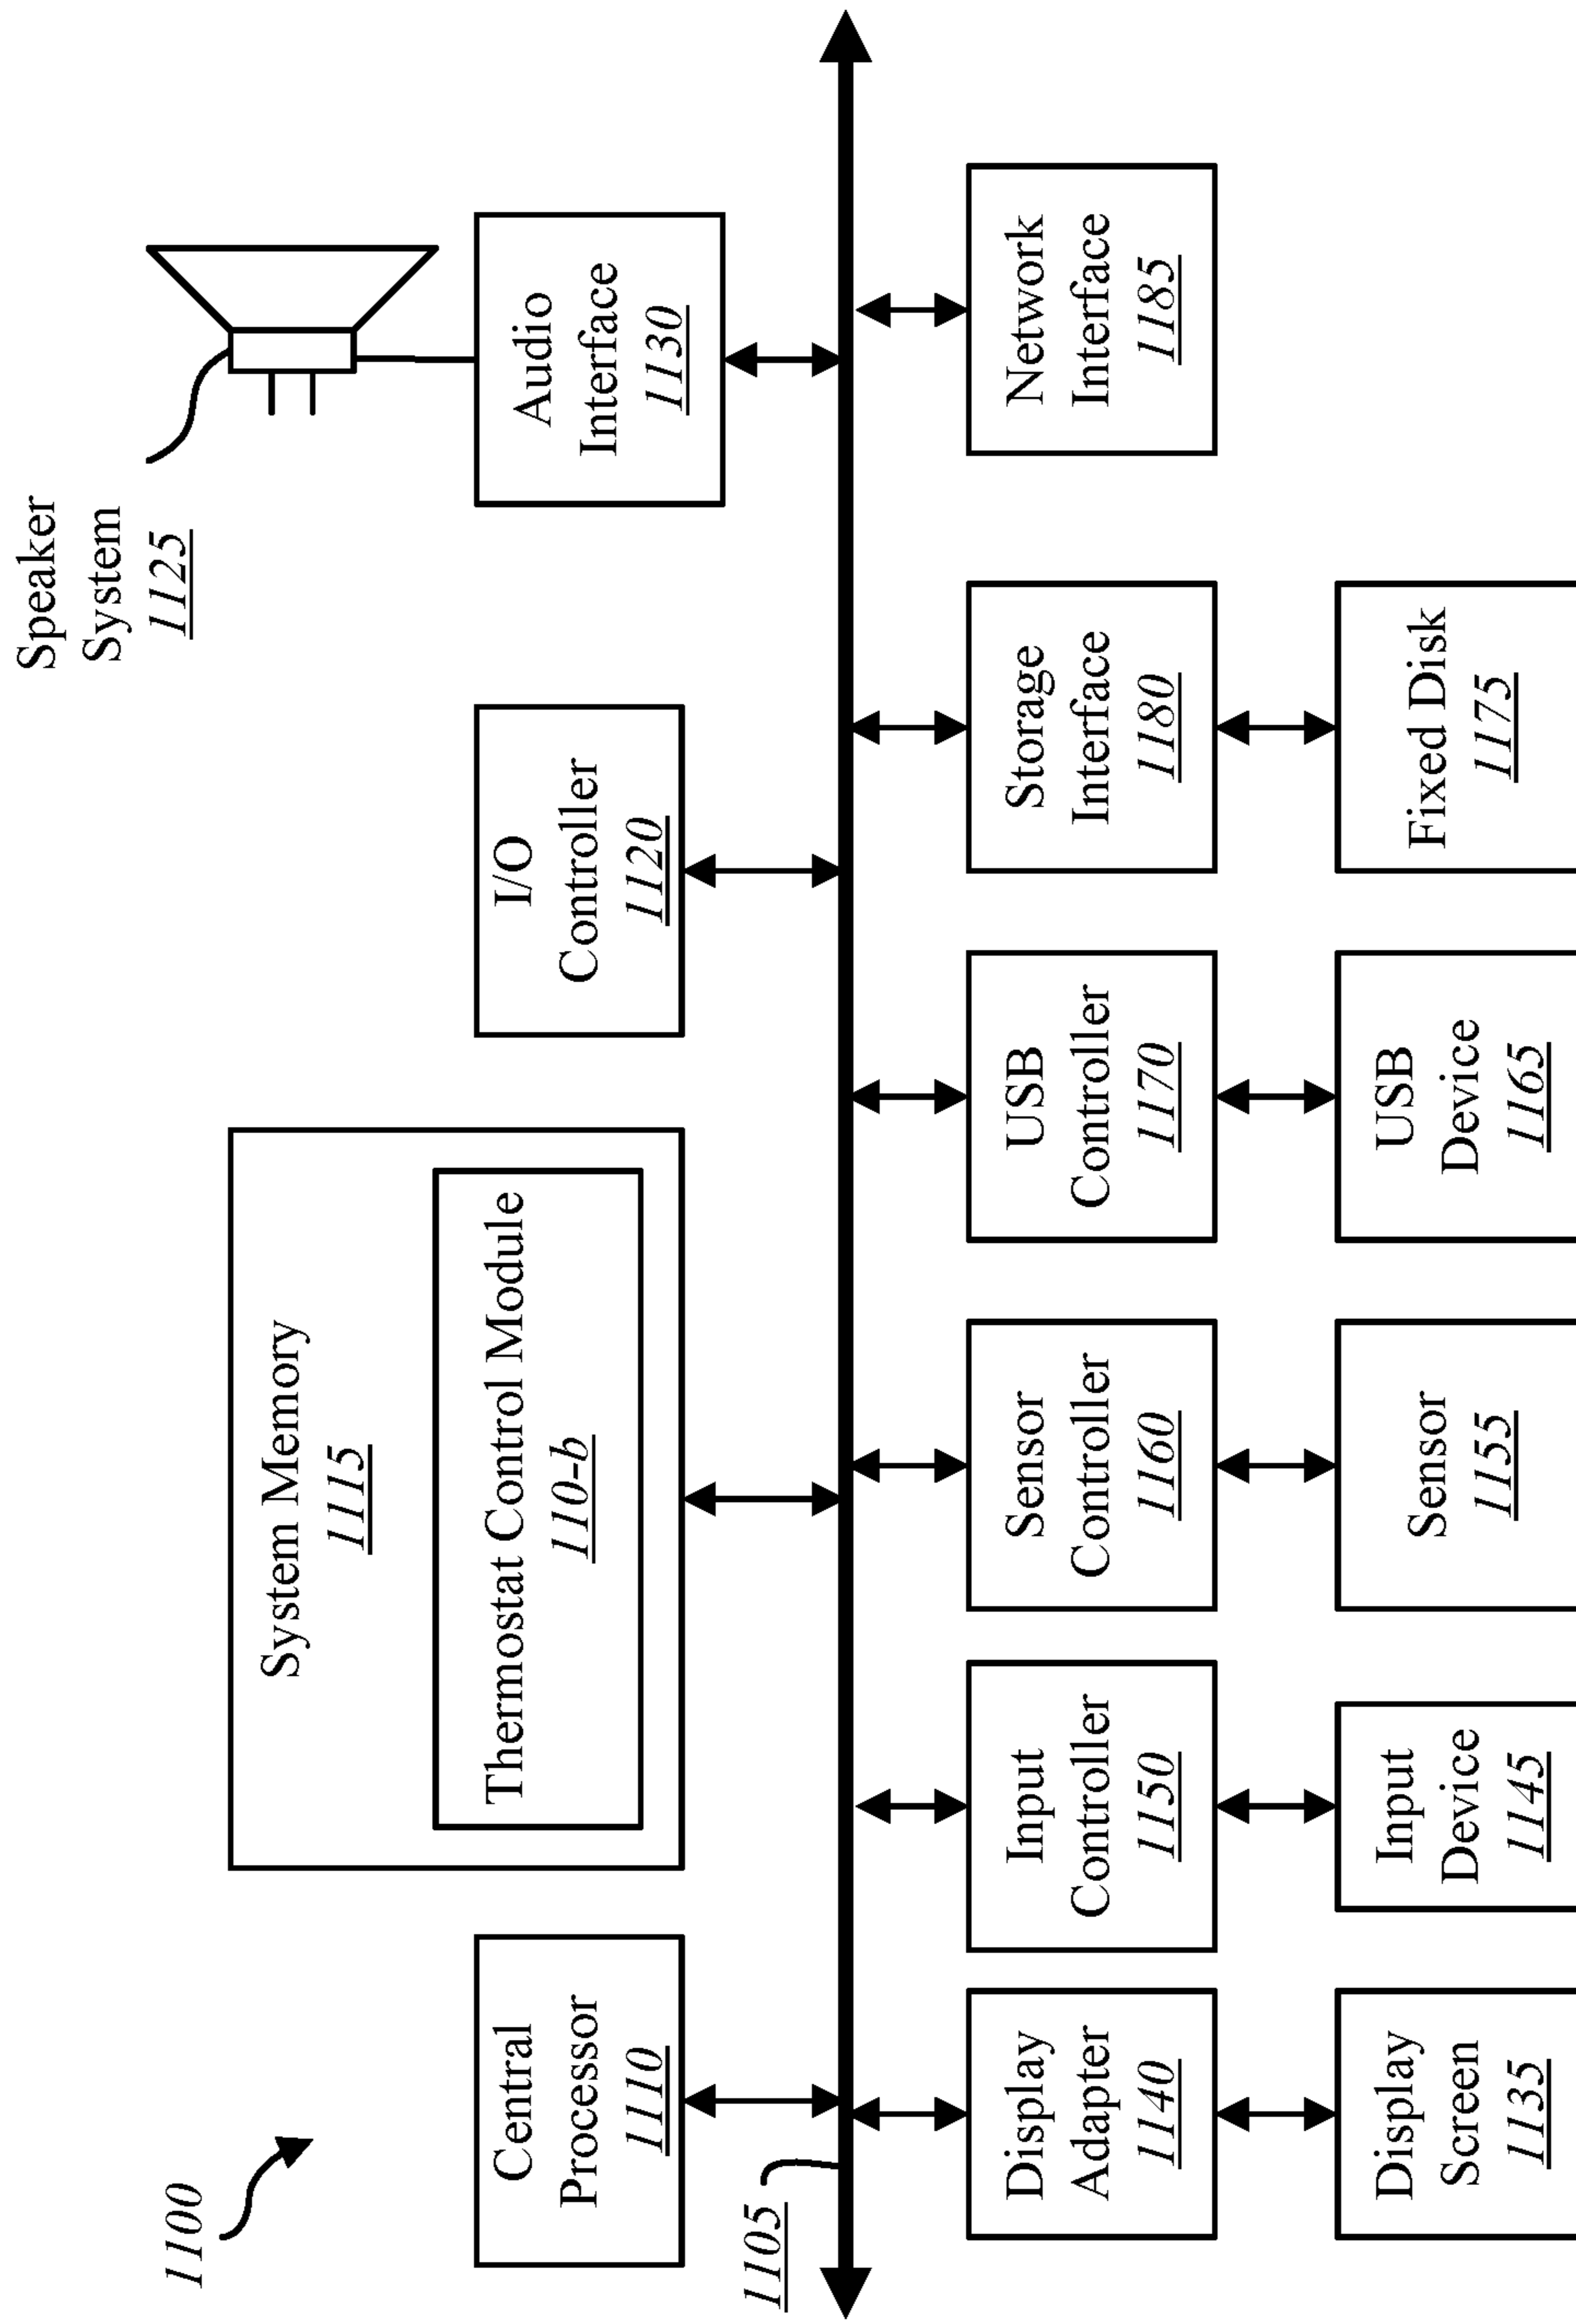 1100
Central
Processor
1110
System Memory
1115
Thermostat Control Module
110-b
I/O
Controller
1120
Speaker
System
1125
Audio
Interface
1130
1105
Display
Adapter
1140
Input
Controller
1150
Sensor
Controller
1160
USB
Controller
1170
Storage
Interface
1180
Network
Interface
1185
Display
Screen
1135
Input
Device
1145
Sensor
1155
USB
Device
1165
Fixed Disk
1175